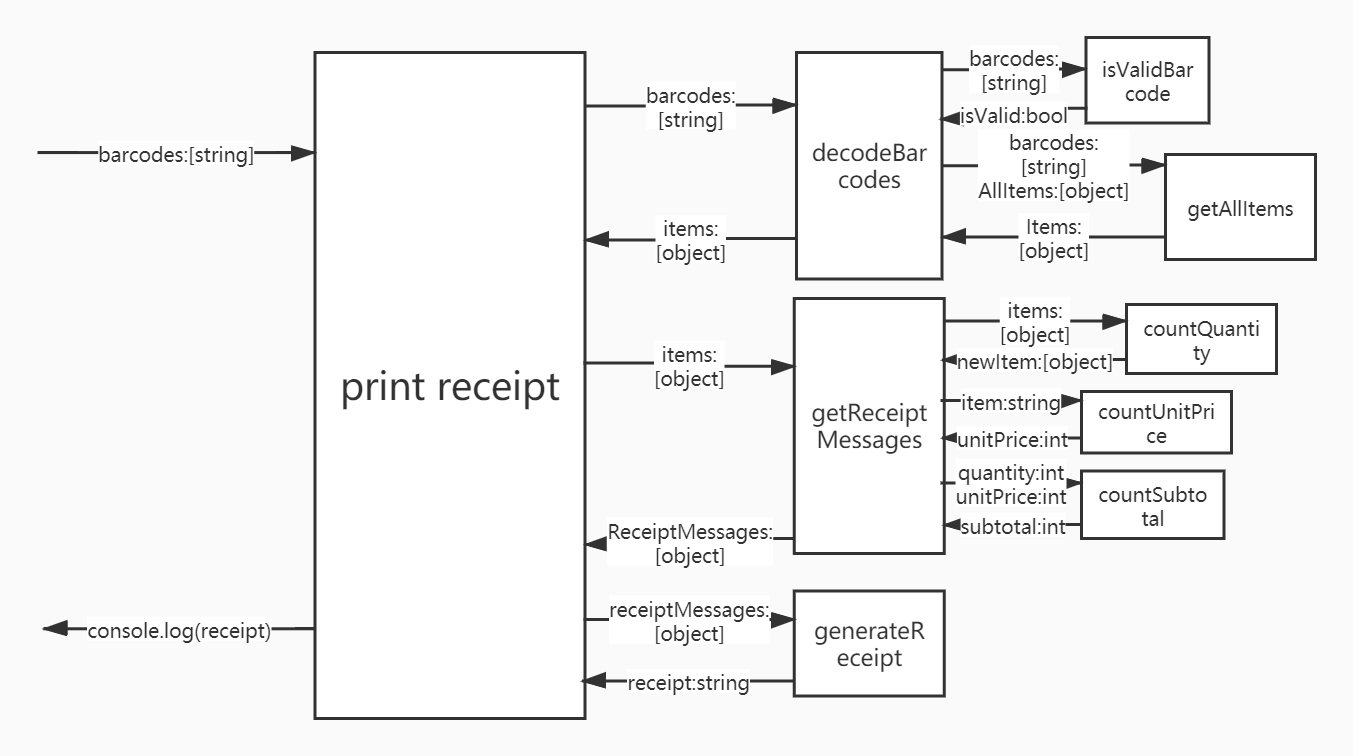 barcodes:[string]
console.log(receipt)
print receipt
barcodes:
[string]
items:
[object]
items:
[object]
ReceiptMessages:
[object]
receiptMessages:
[object]
receipt:string
decodeBar
codes
getReceipt
Messages
generateR
eceipt
barcodes:
[string]
isValid:bool
barcodes:
[string]
AllItems:[object]
Items:
[object]
items:
[object]
newItem:[object]
item:string
unitPrice:int
quantity:int
unitPrice:int
subtotal:int
isValidBar
code
getAllItems
countQuanti
ty
countUnitPri
ce
countSubto
tal